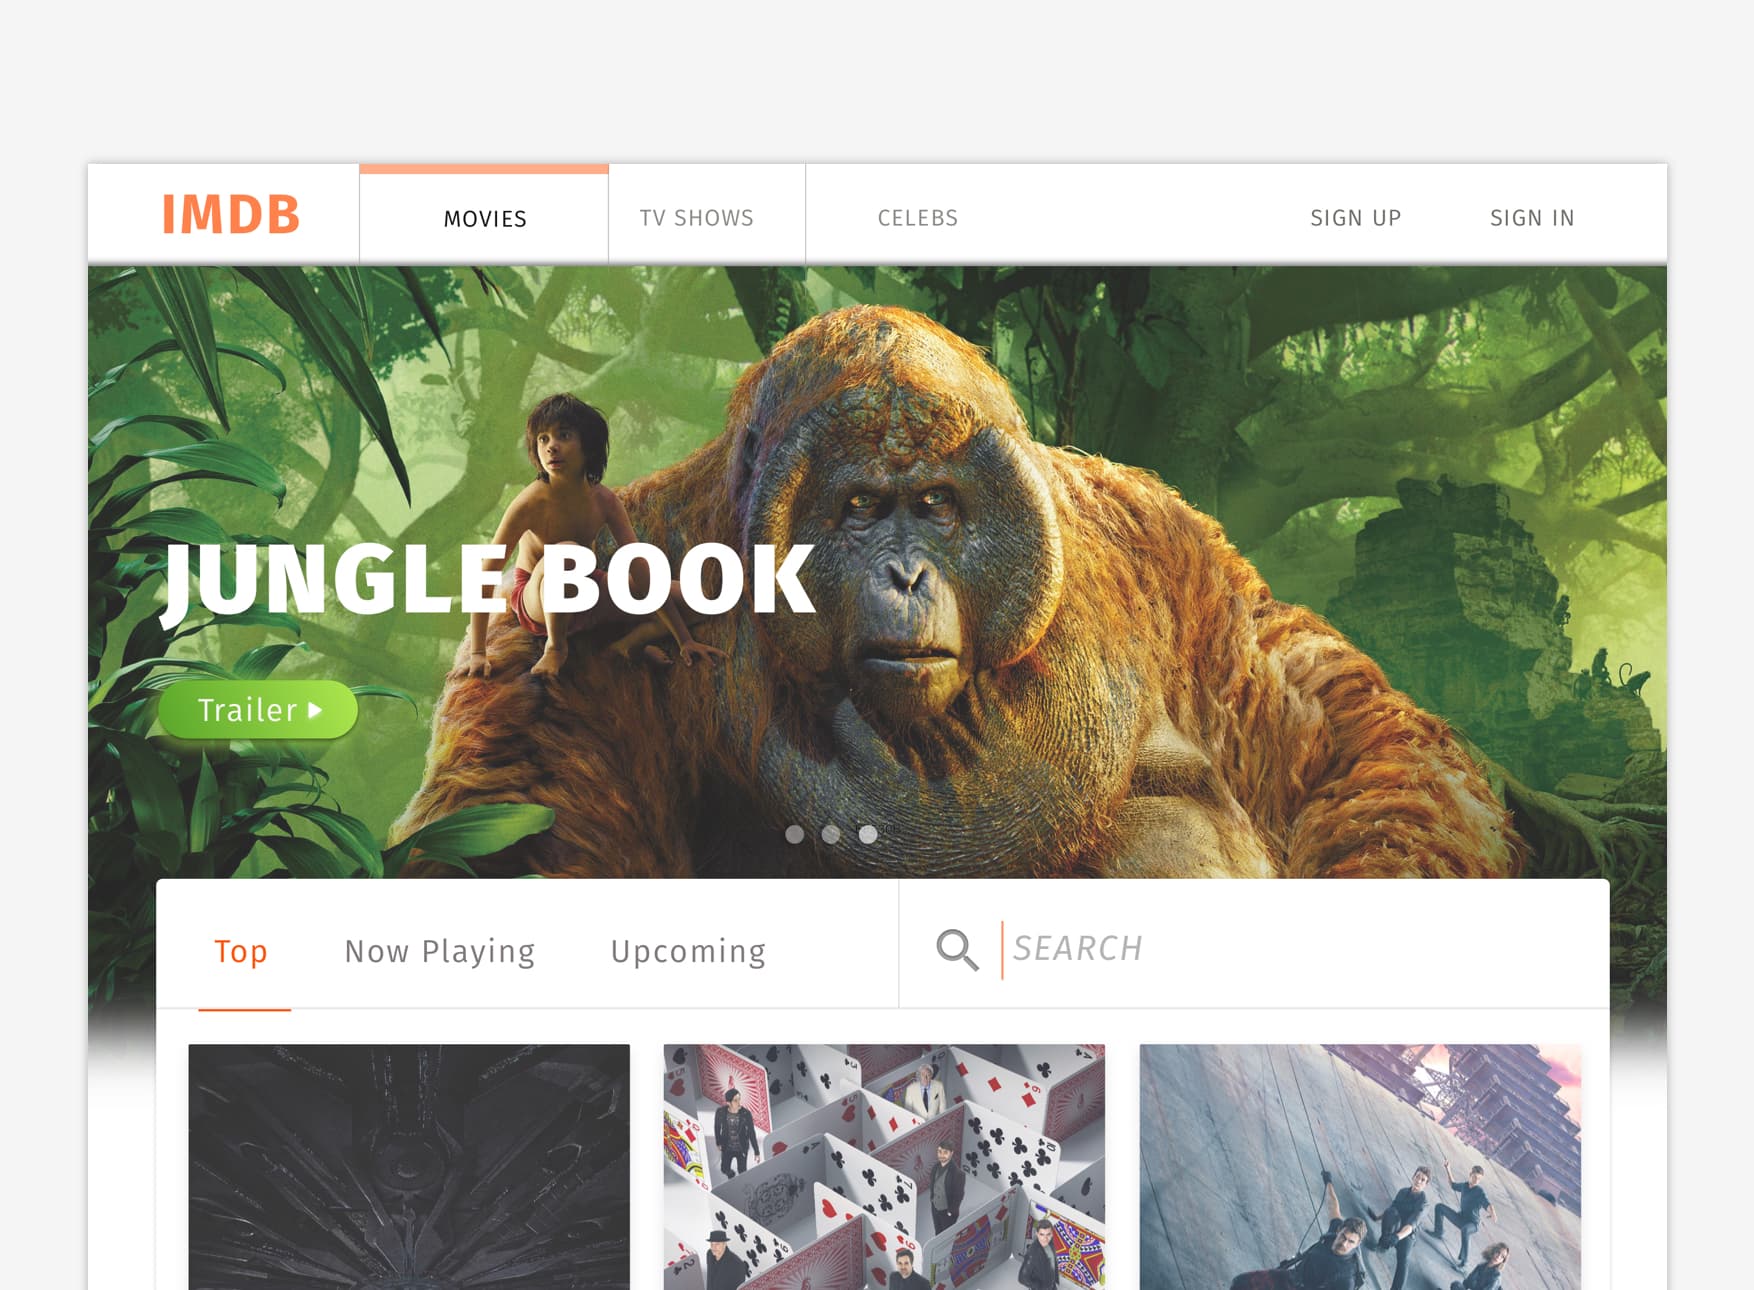 IMDB
MOVIES
TV SHOWS
CELEBS
SIGN UP
SIGN IN
JUNGLE BOOK
Trailer
Top
Now Playing
Upcoming
SEARCH